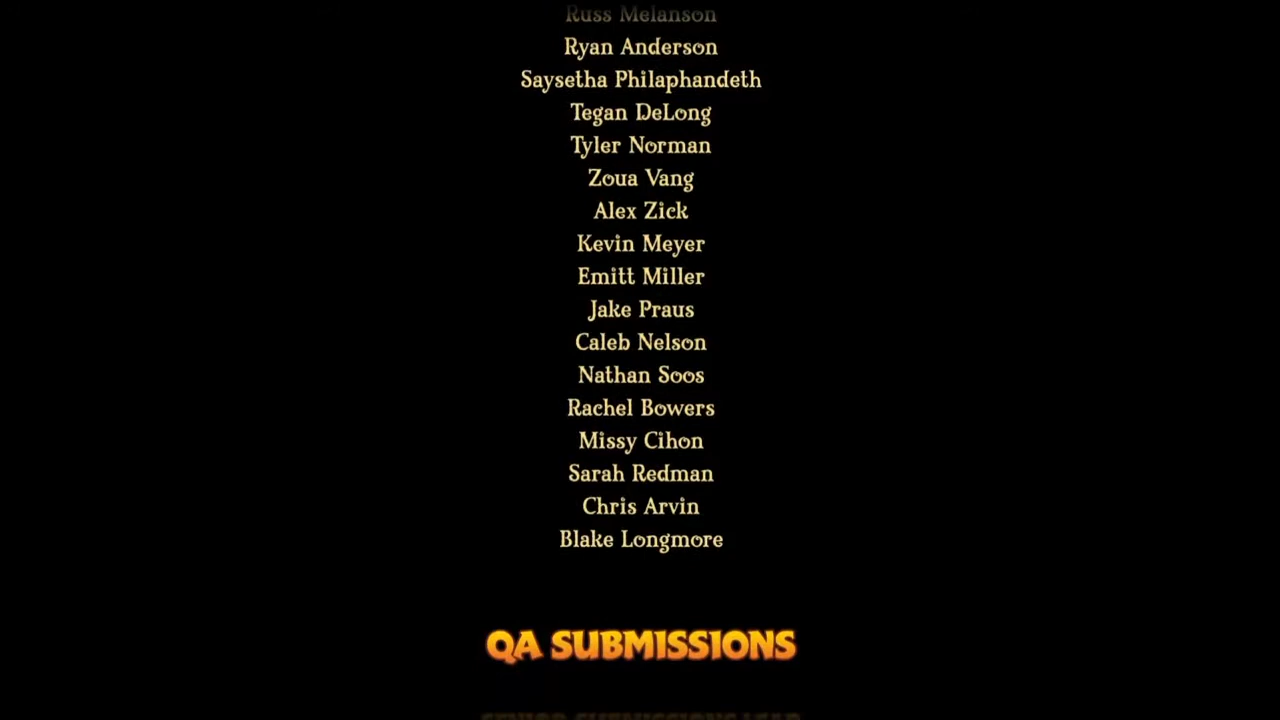 Russ Melanson
Ryan Anderson
Saysetha Philaphandeth
Tegan DeLong
Tyler Norman
Zoua Vang
Alex Zick
Kevin Meyer
Emitt Miller
Jake Praus
Caleb Nelson
Nathan Soos
Rachel Bowers
Missy Cihon
Sarah Redman
Chris Arvin
Blake Longmore
QA SUBMISSIONS